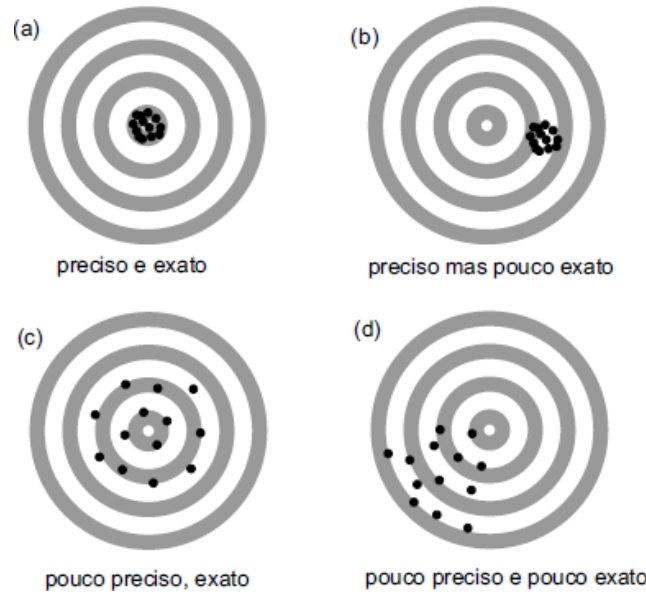 (a)
(b)
preciso e exato
preciso mas pouco exato
(c)
(d)
pouco preciso, exato
pouco preciso e pouco exato